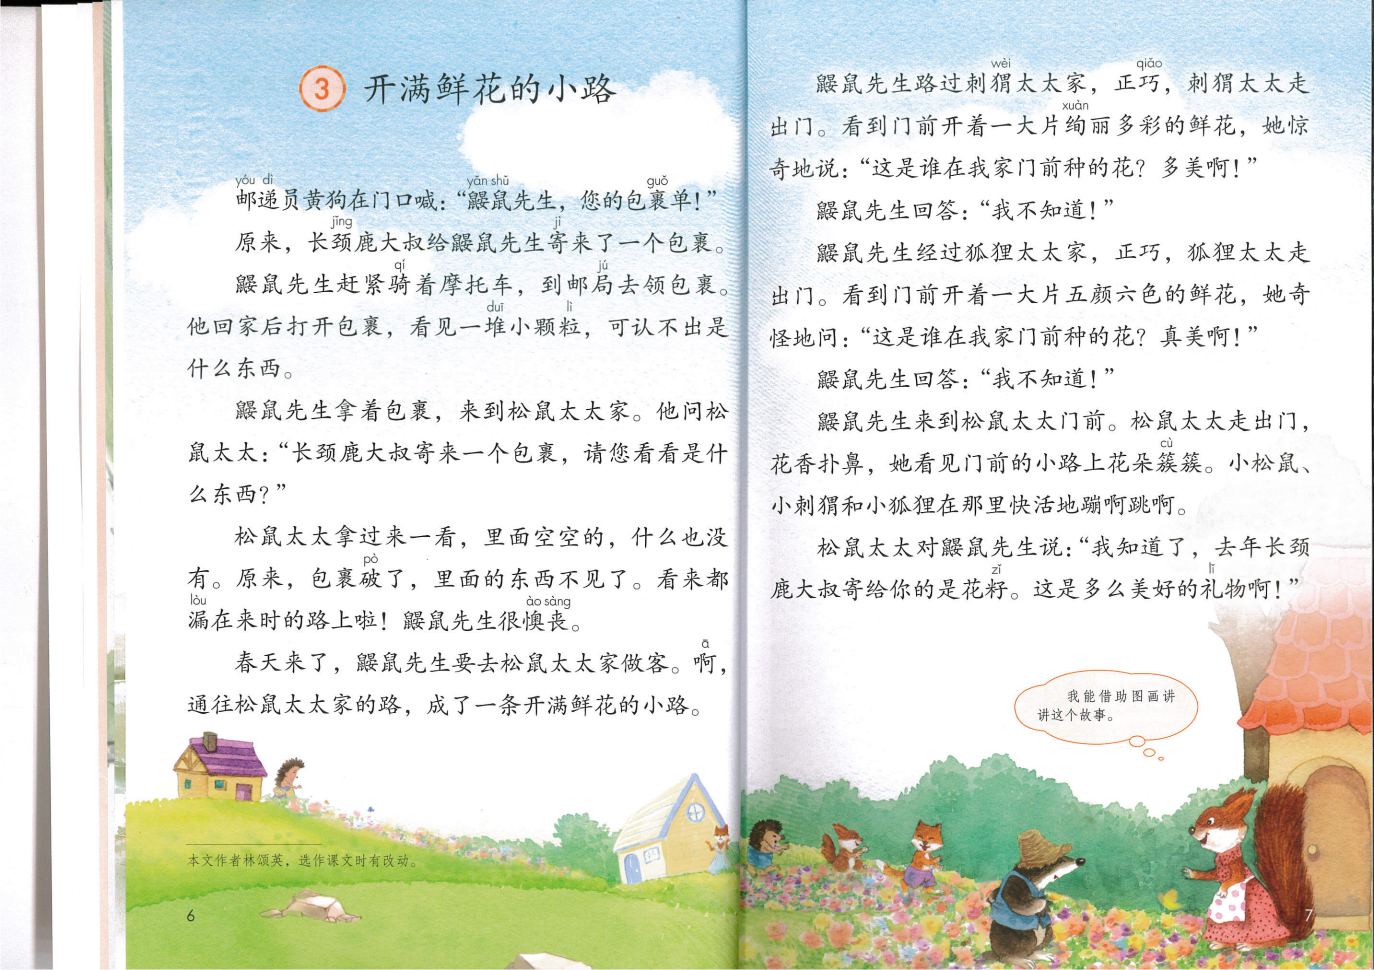 3 开满鲜花的小路
yóu dì yǎn shǔ guǒ
邮递员黄狗在门口喊：“鼹鼠先生，您的包裹单！”
jǐng jì
原来，长颈鹿大叔给鼹鼠先生寄来了一个包裹。
qí jú
鼹鼠先生赶紧骑着摩托车，到邮局去领包裹。
duī lì
他回家后打开包裹，看见一堆小颗粒，可认不出是
什么东西。
鼹鼠先生拿着包裹，来到松鼠太太家。他问松
鼠太太：“长颈鹿大叔寄来一个包裹，请您看看是什
么东西？”
松鼠太太拿过来一看，里面空空的，什么也没
pò
有。原来，包裹破了，里面的东西不见了。看来都
lòu ào sàng
漏在来时的路上啦！鼹鼠先生很懊丧。
ā
春天来了，鼹鼠先生要去松鼠太太家做客。啊，
通往松鼠太太家的路，成了一条开满鲜花的小路。
本文作者林颂英，选作课文时有改动。
6
wèi qiǎo
鼹鼠先生路过刺猬太太家，正巧，刺猬太太走
xuàn
出门。看到门前开着一大片绚丽多彩的鲜花，她惊
奇地说：“这是谁在我家门前种的花？多美啊！”
鼹鼠先生回答：“我不知道！”
鼹鼠先生经过狐狸太太家，正巧，狐狸太太走
出门。看到门前开着一大片五颜六色的鲜花，她奇
怪地问：“这是谁在我家门前种的花？真美啊！”
鼹鼠先生回答：“我不知道！”
鼹鼠先生来到松鼠太太门前。松鼠太太走出门，
cù
花香扑鼻，她看见门前的小路上花朵簇簇。小松鼠、
小刺猬和小狐狸在那里快活地蹦啊跳啊。
松鼠太太对鼹鼠先生说：“我知道了，去年长颈
zǐ lǐ
鹿大叔寄给你的是花籽。这是多么美好的礼物啊！”
我能借助图画讲
讲这个故事。
7